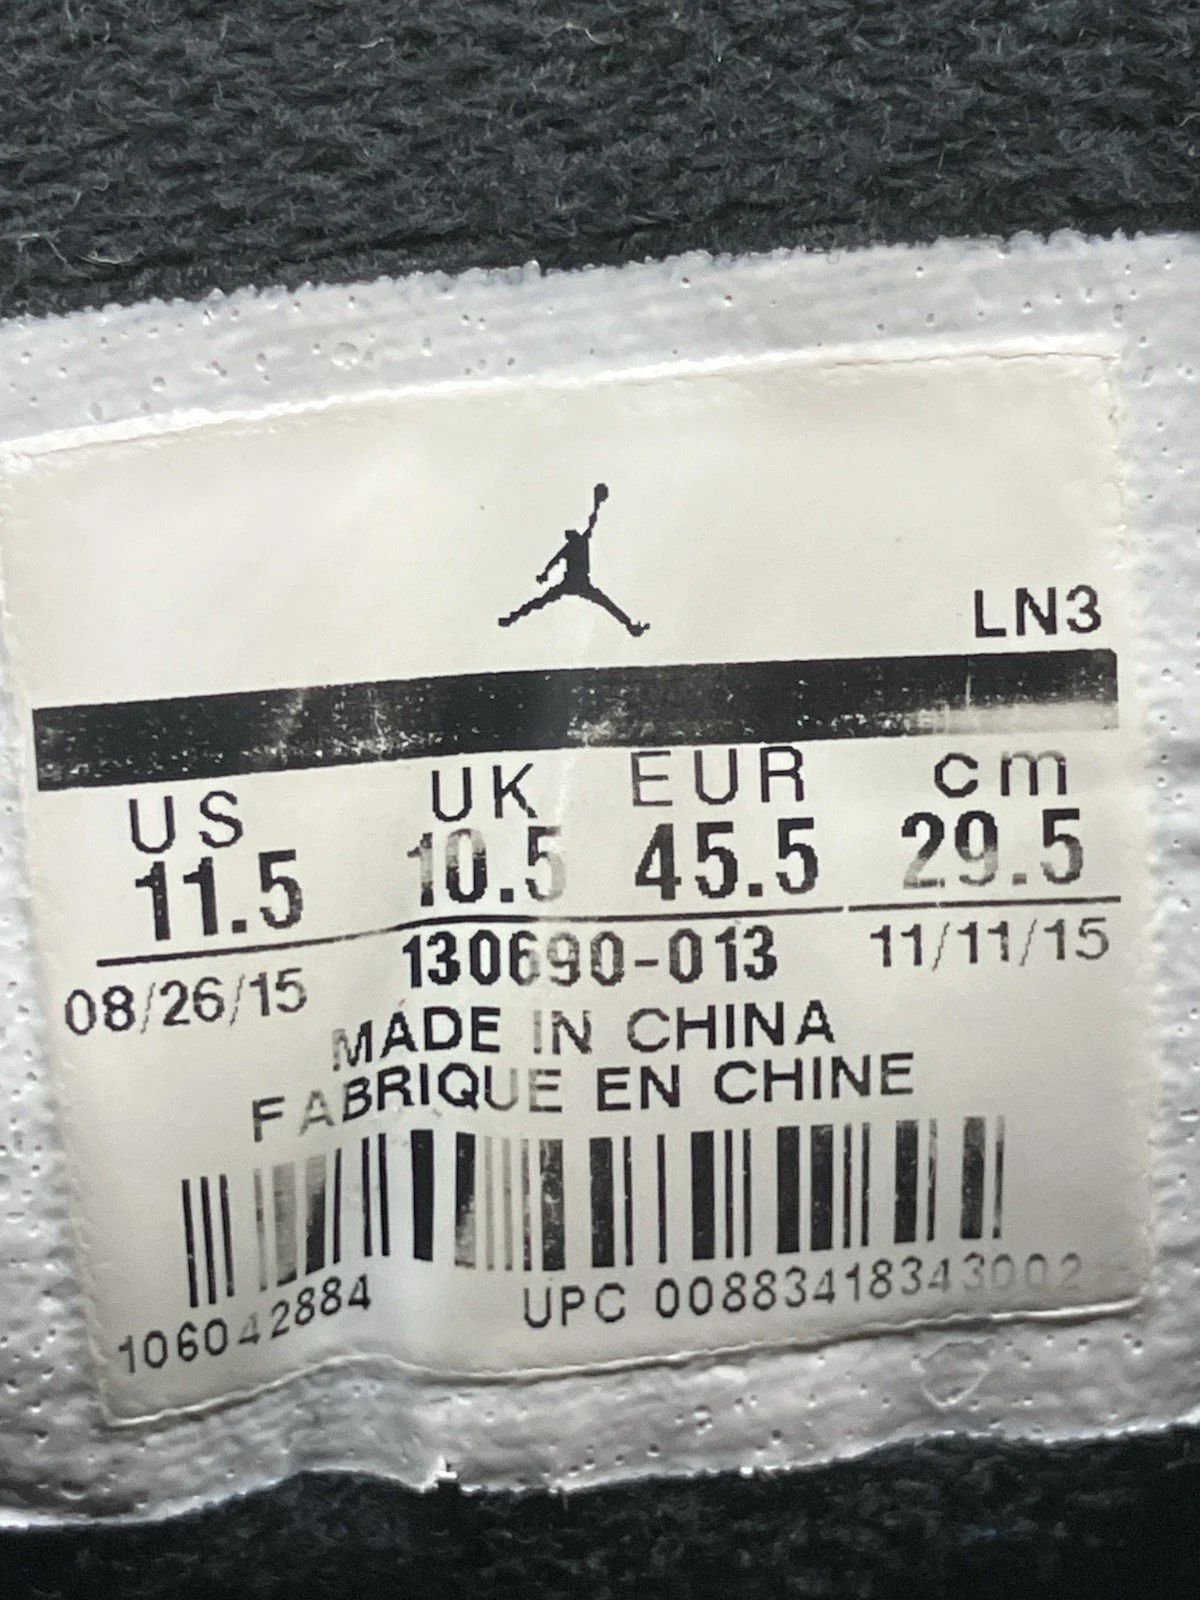 LN3
US UK EUR cm
11.5 10.5 45.5 29.5
08/26/15 130690-013 11/11/15
MADE IN CHINA
FABRIQUE EN CHINE
106042884 UPC 00883418343002